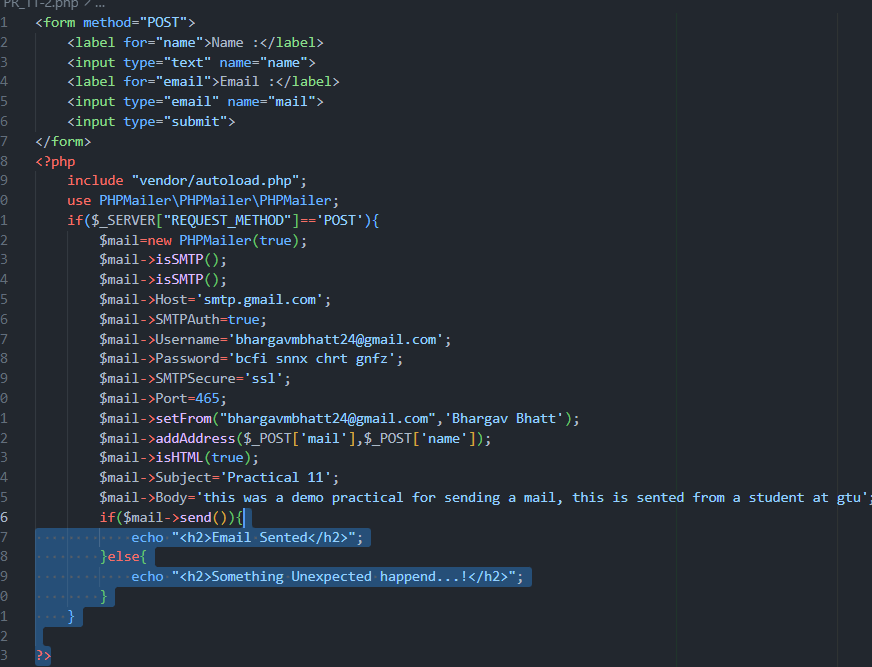 PR_11-2.php > ...
1 <form method="POST">
2 <label for="name">Name :</label>
3 <input type="text" name="name">
4 <label for="email">Email :</label>
5 <input type="email" name="mail">
6 <input type="submit">
7 </form>
8 <?php
9 include "vendor/autoload.php";
0 use PHPMailer\PHPMailer\PHPMailer;
1 if($_SERVER["REQUEST_METHOD"]=='POST'){
2 $mail=new PHPMailer(true);
3 $mail->isSMTP();
4 $mail->isSMTP();
5 $mail->Host='smtp.gmail.com';
6 $mail->SMTPAuth=true;
7 $mail->Username='bhargavmbhatt24@gmail.com';
8 $mail->Password='bcfi snnx chrt gnfz';
9 $mail->SMTPSecure='ssl';
0 $mail->Port=465;
1 $mail->setFrom("bhargavmbhatt24@gmail.com",'Bhargav Bhatt');
2 $mail->addAddress($_POST['mail'],$_POST['name']);
3 $mail->isHTML(true);
4 $mail->Subject='Practical 11';
5 $mail->Body='this was a demo practical for sending a mail, this is sented from a student at gtu';
6 if($mail->send()){
7 echo "<h2>Email Sented</h2>";
8 }else{
9 echo "<h2>Something Unexpected happend...!</h2>";
0 }
1 }
2
3 ?>